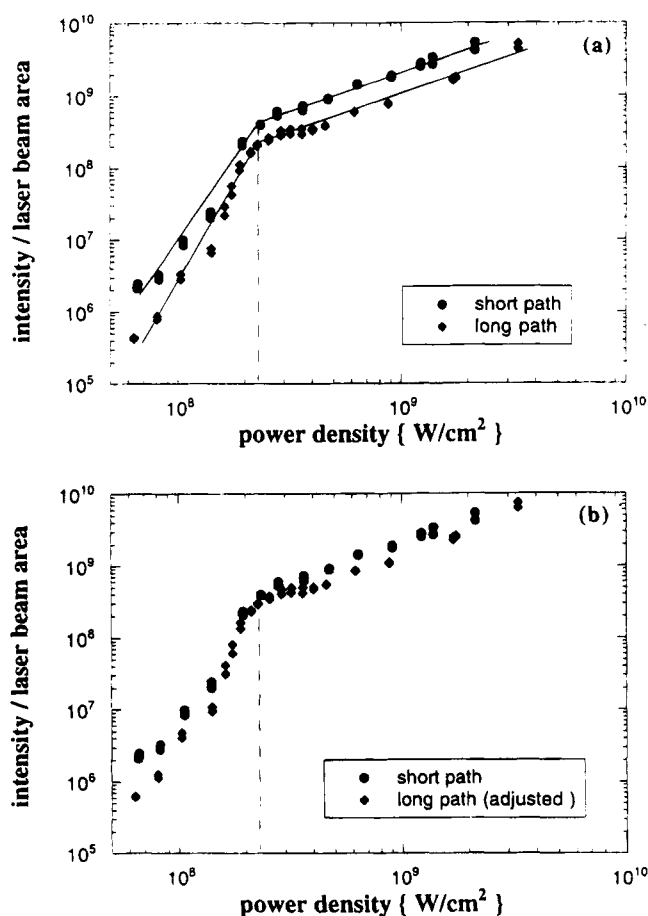 10^10
(a)
10^9
10^8
10^7
10^6
10^5
intensity / laser beam area
short path
long path
10^8
10^9
10^10
power density { W/cm^2 }
10^10
(b)
10^9
10^8
10^7
10^6
10^5
intensity / laser beam area
short path
long path (adjusted )
10^8
10^9
10^10
power density { W/cm^2 }